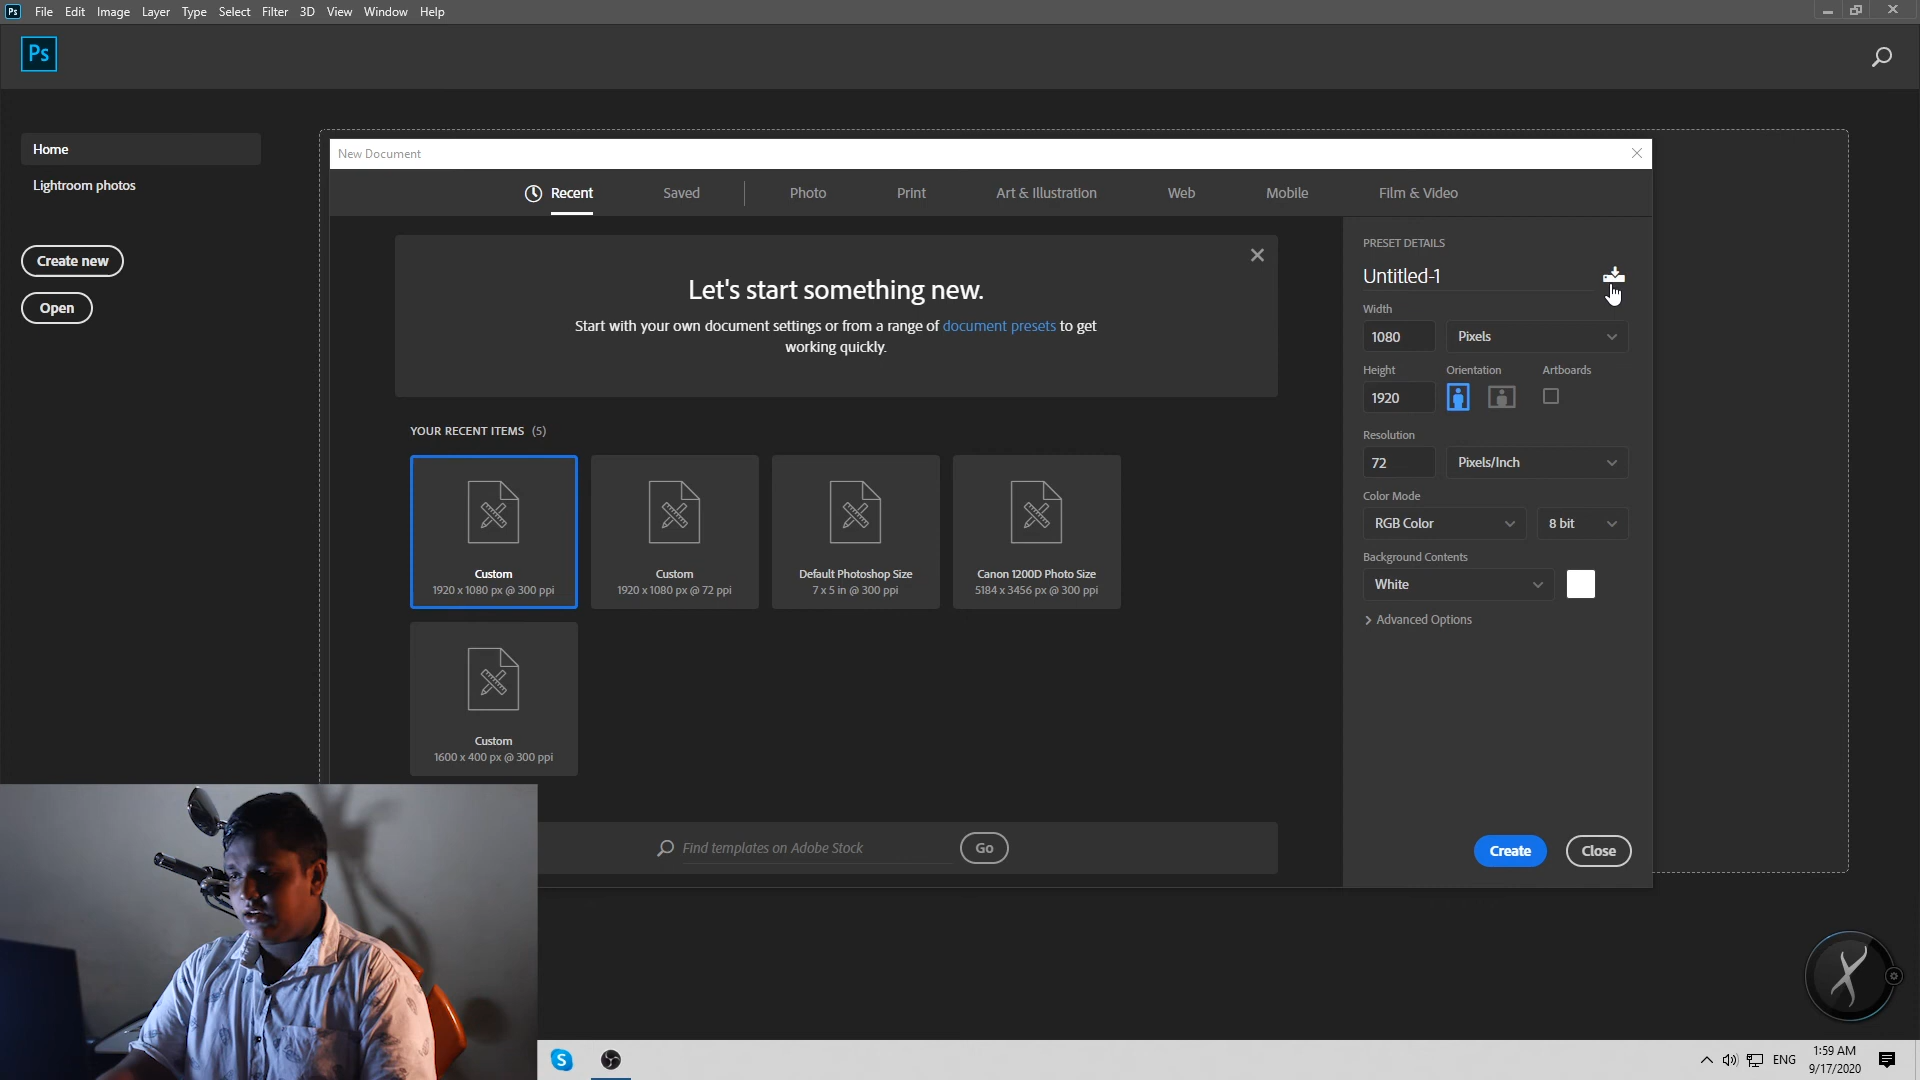 Ps File Edit Image Layer Type Select Filter 3D View Window Help
Ps
Home
Lightroom photos
Create new
Open
New Document
Recent Saved Photo Print Art & Illustration Web Mobile Film & Video
Let's start something new.
Start with your own document settings or from a range of document presets to get
working quickly.
YOUR RECENT ITEMS (5)
Custom
1920 x 1080 px @ 300 ppi
Custom
1920 x 1080 px @ 72 ppi
Default Photoshop Size
7 x 5 in @ 300 ppi
Canon 1200D Photo Size
5184 x 3456 px @ 300 ppi
Custom
1600 x 400 px @ 300 ppi
Find templates on Adobe Stock Go
PRESET DETAILS
Untitled-1
Width
1080 Pixels
Height Orientation Artboards
1920
Resolution
72 Pixels/Inch
Color Mode
RGB Color 8 bit
Background Contents
White
Advanced Options
Create Close
S
ENG
1:59 AM
9/17/2020